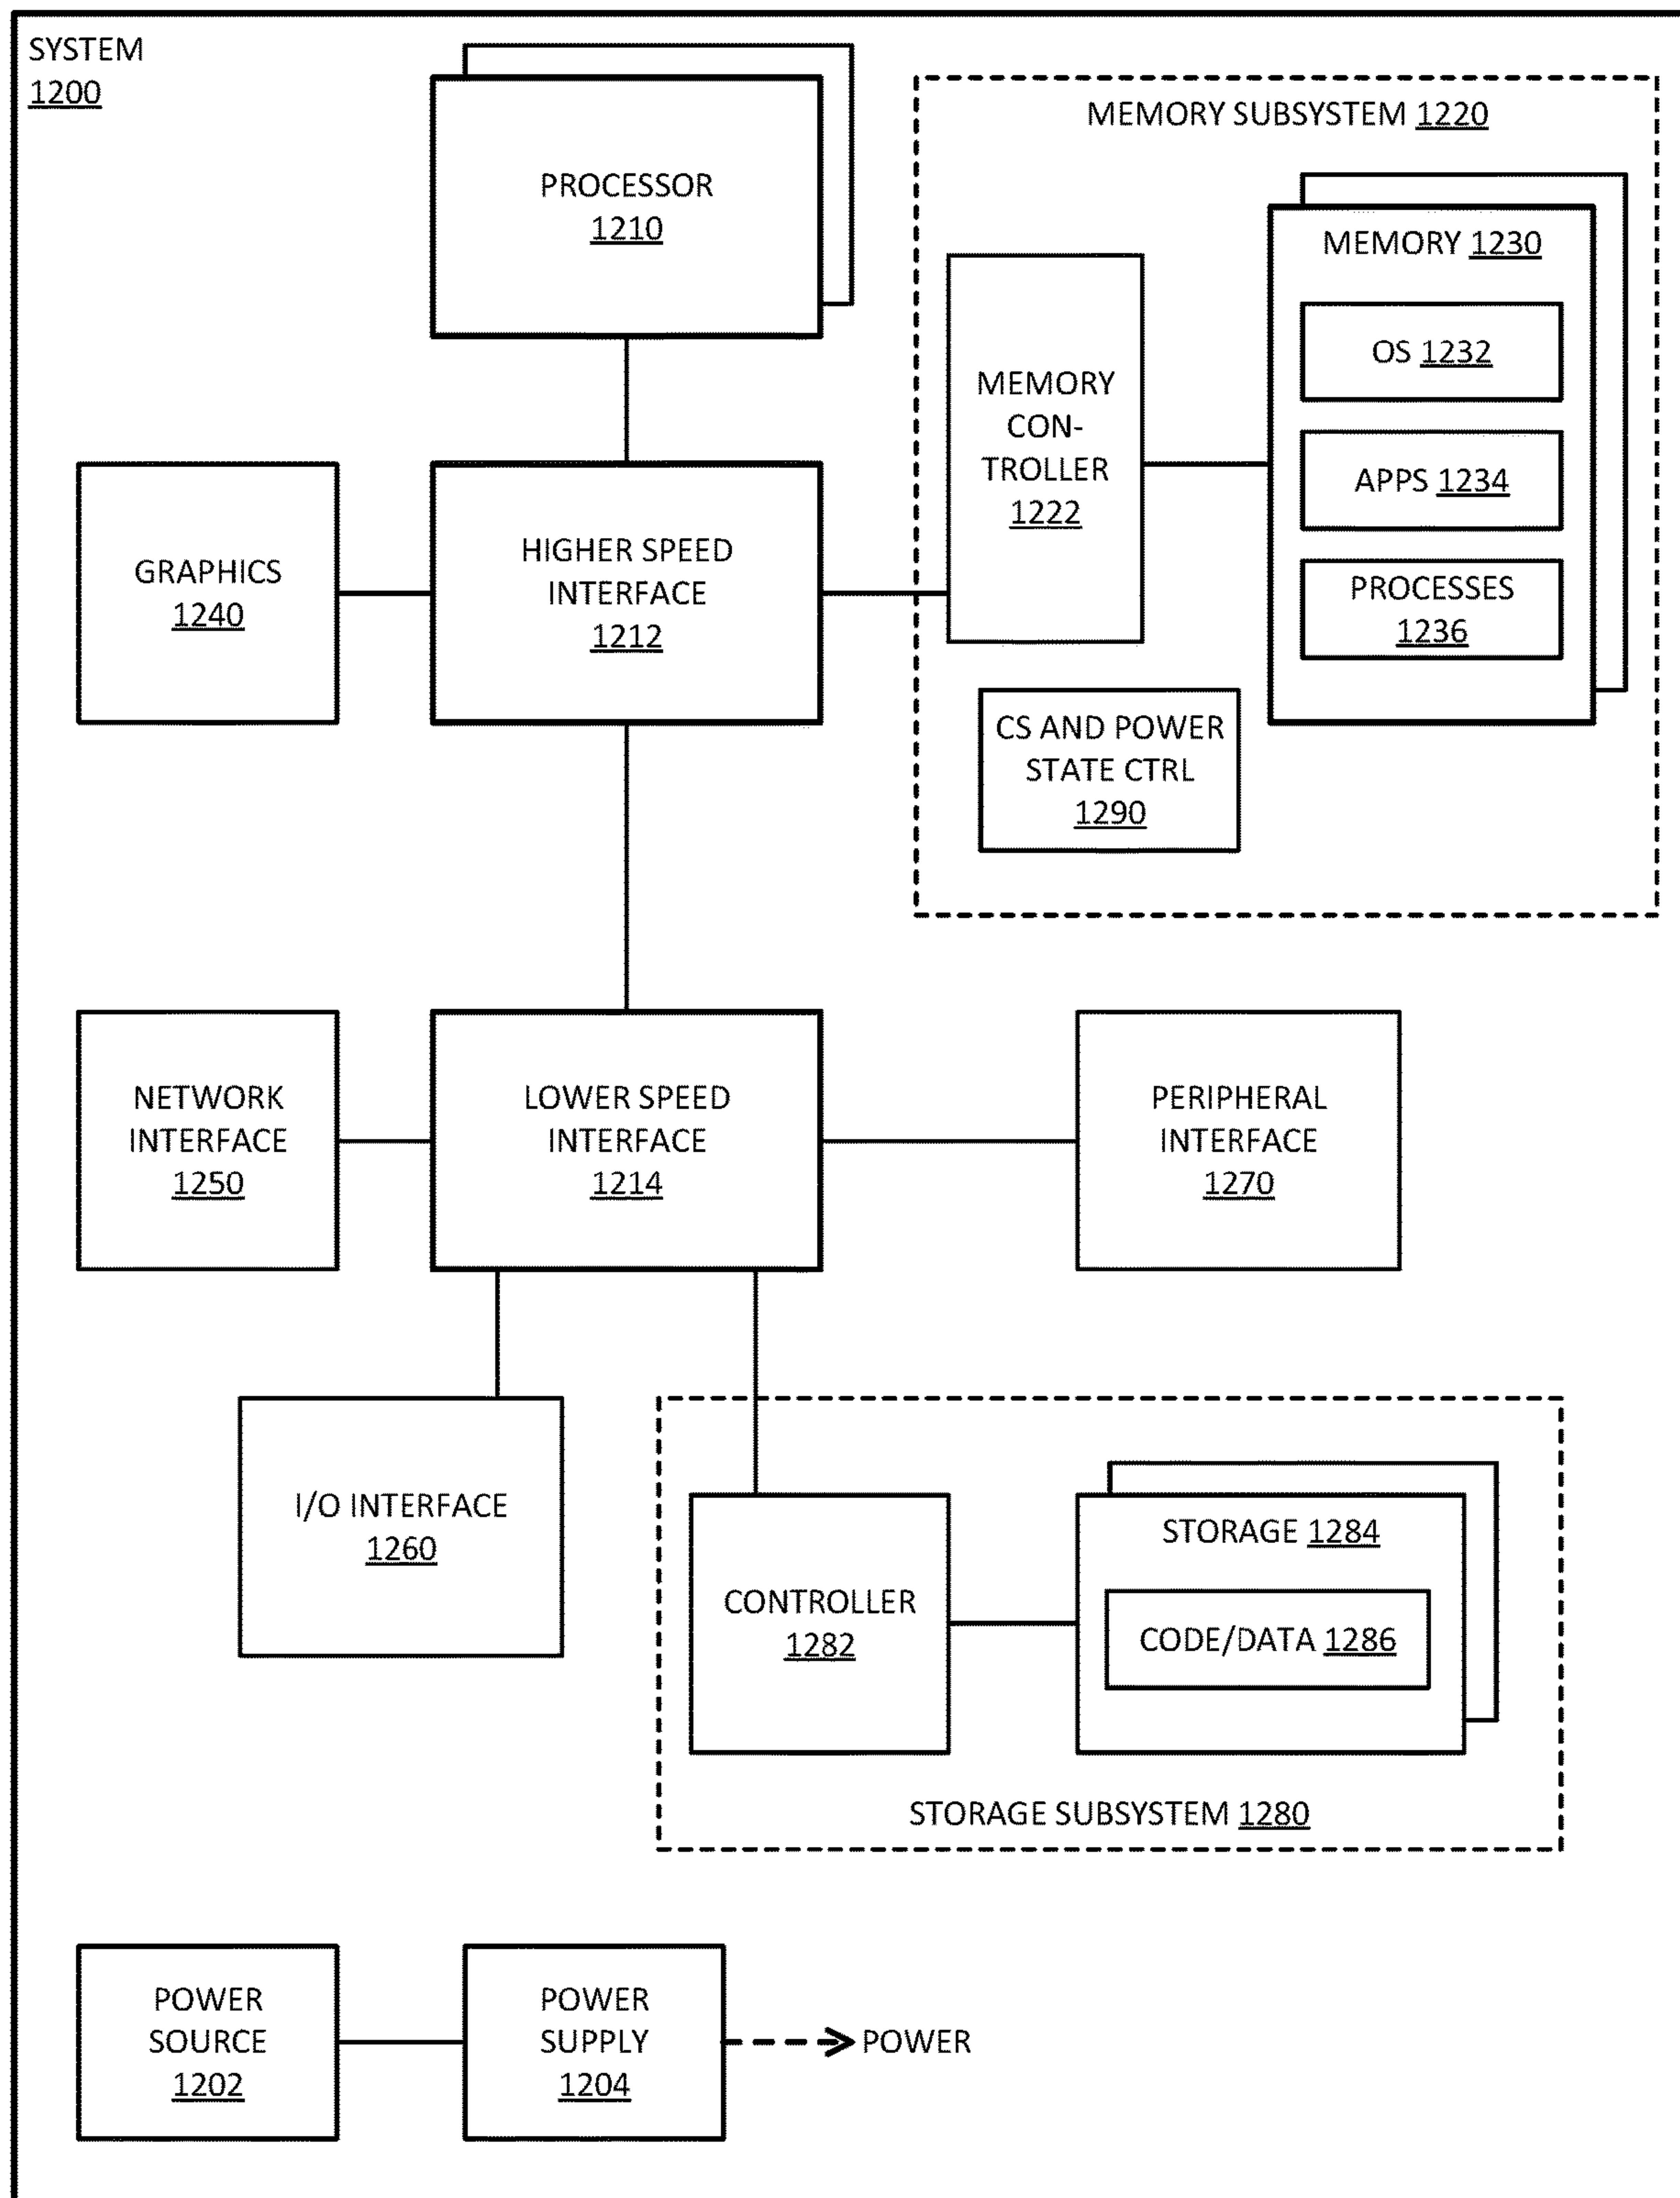 SYSTEM
1200
PROCESSOR
1210
MEMORY SUBSYSTEM 1220
MEMORY
CON-
TROLLER
1222
MEMORY 1230
OS 1232
APPS 1234
PROCESSES
1236
CS AND POWER
STATE CTRL
1290
GRAPHICS
1240
HIGHER SPEED
INTERFACE
1212
NETWORK
INTERFACE
1250
LOWER SPEED
INTERFACE
1214
PERIPHERAL
INTERFACE
1270
I/O INTERFACE
1260
CONTROLLER
1282
STORAGE 1284
CODE/DATA 1286
STORAGE SUBSYSTEM 1280
POWER
SOURCE
1202
POWER
SUPPLY
1204
POWER